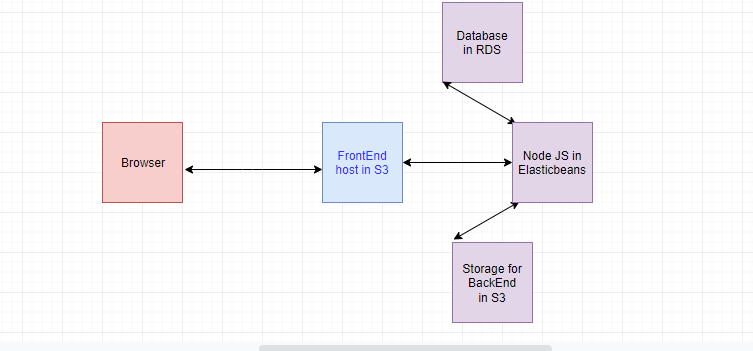 Database
in RDS
Browser
FrontEnd
host in S3
Node JS in
Elasticbeans
Storage for
BackEnd
in S3